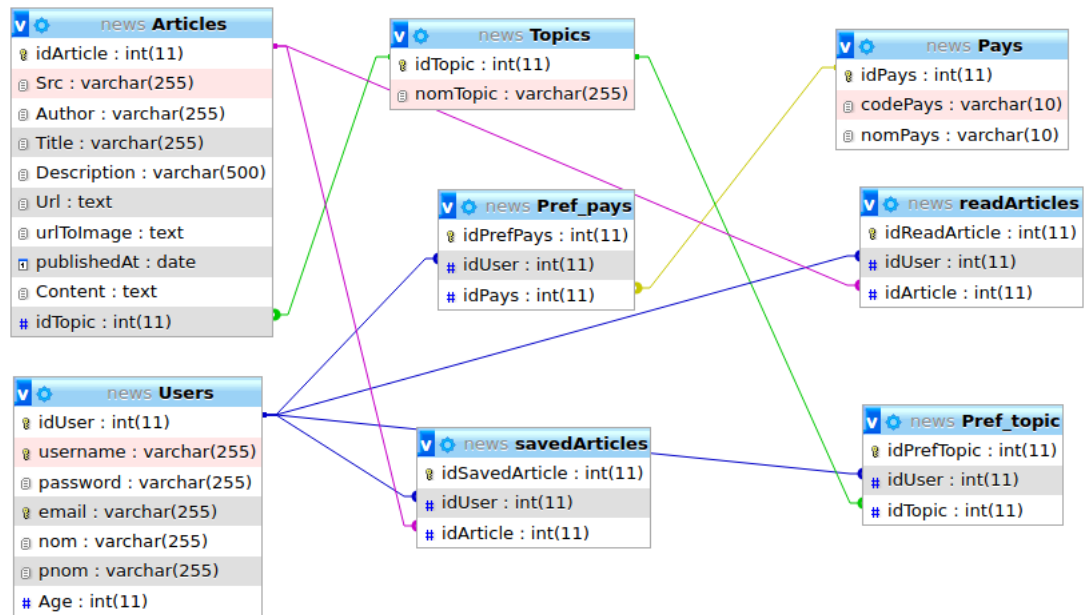 news Articles
idArticle : int(11)
Src : varchar(255)
Author : varchar(255)
Title : varchar(255)
Description : varchar(500)
Url : text
urlToImage : text
publishedAt : date
Content : text
# idTopic : int(11)
news Topics
idTopic : int(11)
nomTopic : varchar(255)
news Pays
idPays : int(11)
codePays : varchar(10)
nomPays : varchar(10)
news Pref_pays
idPrefPays : int(11)
# idUser : int(11)
# idPays : int(11)
news readArticles
idReadArticle : int(11)
# idUser : int(11)
# idArticle : int(11)
news Users
idUser : int(11)
username : varchar(255)
password : varchar(255)
email : varchar(255)
nom : varchar(255)
pnom : varchar(255)
# Age : int(11)
news savedArticles
idSavedArticle : int(11)
# idUser : int(11)
# idArticle : int(11)
news Pref_topic
idPrefTopic : int(11)
# idUser : int(11)
# idTopic : int(11)